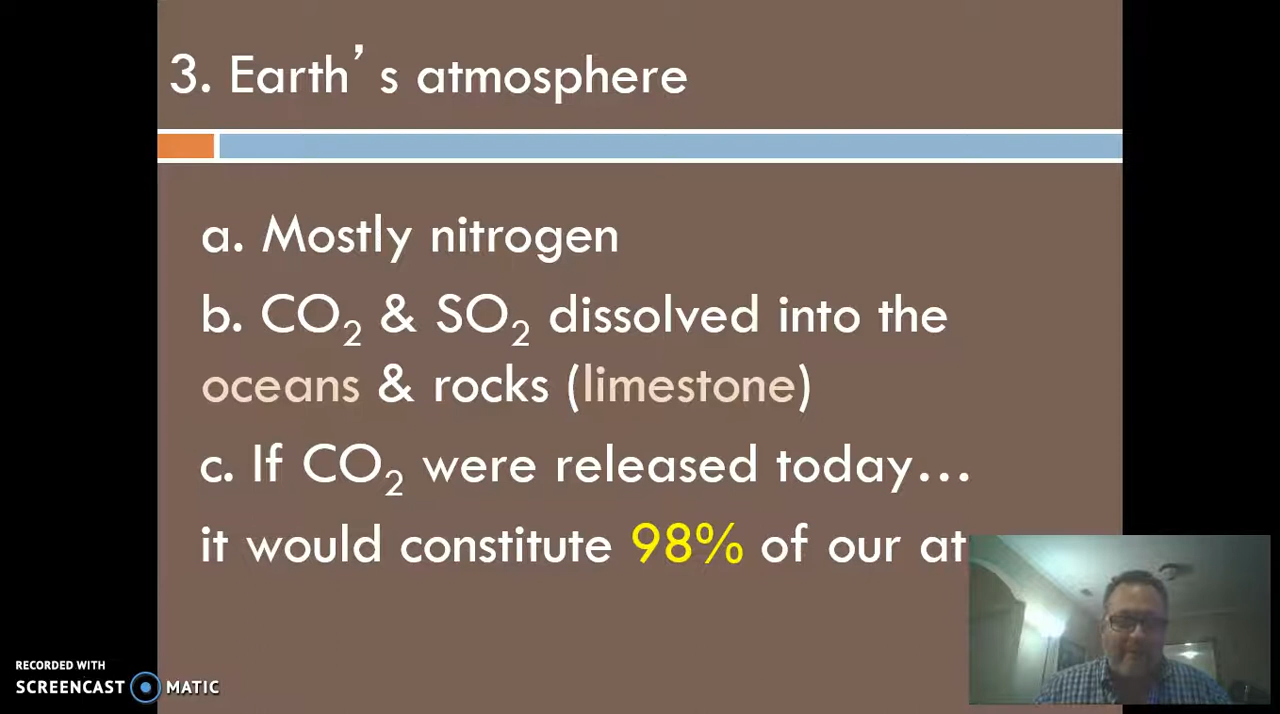 3. Earth’s atmosphere
a. Mostly nitrogen
b. CO₂ & SO₂ dissolved into the
oceans & rocks (limestone)
c. If CO₂ were released today…
it would constitute 98% of our at
RECORDED WITH
SCREENCAST MATIC